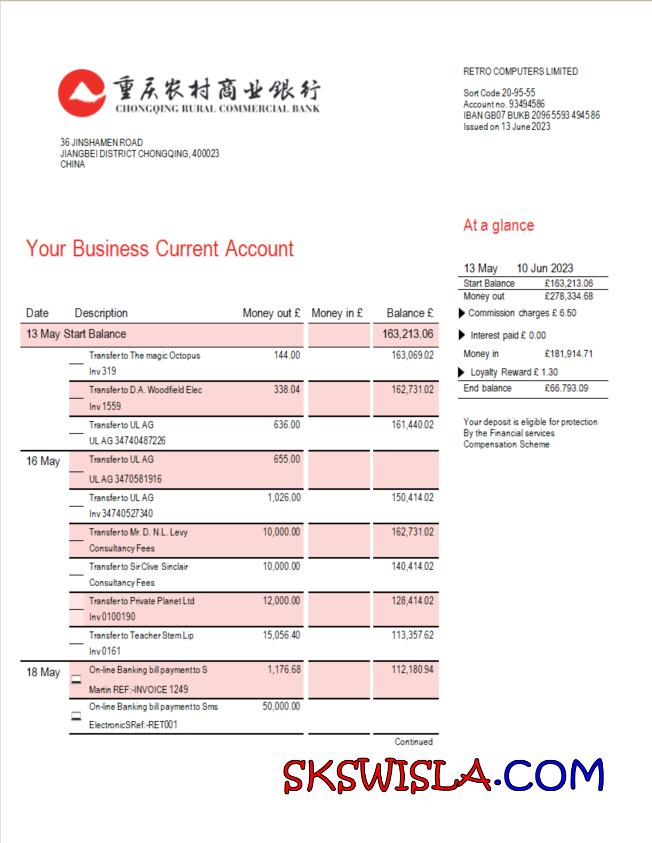 重庆农村商业银行
CHONGQING RURAL COMMERCIAL BANK
36 JINSHAMEN ROAD
JIANGBEI DISTRICT CHONGQING, 400023
CHINA
RETRO COMPUTERS LIMITED
Sort Code 20-95-55
Account no. 93494586
IBAN GB07 BUKB 2096 5593 4945 86
Issued on 13 June 2023
At a glance
13 May 10 Jun 2023
Start Balance £163,213.06
Money out £278,334.68
Commission charges £ 6.50
Interest paid £ 0.00
Money in £181,914.71
Loyalty Reward £ 1.30
End balance £66.793.09
Your deposit is eligible for protection
By the Financial services
Compensation Scheme
Your Business Current Account
Date Description Money out £ Money in £ Balance £
13 May Start Balance 163,213.06
Transfer to The magic Octopus 144.00 163,069.02
Inv 319
Transfer to D.A. Woodfield Elec 338.04 162,731.02
Inv 1559
Transfer to UL AG 636.00 161,440.02
UL AG 34740487226
16 May Transfer to UL AG 655.00
UL AG 3470581916
Transfer to UL AG 1,026.00 150,414.02
Inv 34740527340
Transfer to Mr. D. N.L. Levy 10,000.00 162,731.02
Consultancy Fees
Transfer to Sir Clive Sinclair 10,000.00 140,414.02
Consultancy Fees
Transfer to Private Planet Ltd 12,000.00 128,414.02
Inv 0100190
Transfer to Teacher Stem Lip 15,056.40 113,357.62
Inv 0161
18 May On-line Banking bill payment to S 1,176.68 112,180.94
Martin REF:-INVOICE 1249
On-line Banking bill payment to Sms 50,000.00
ElectronicSRef:-RET001
Continued
SKSWISLA.COM